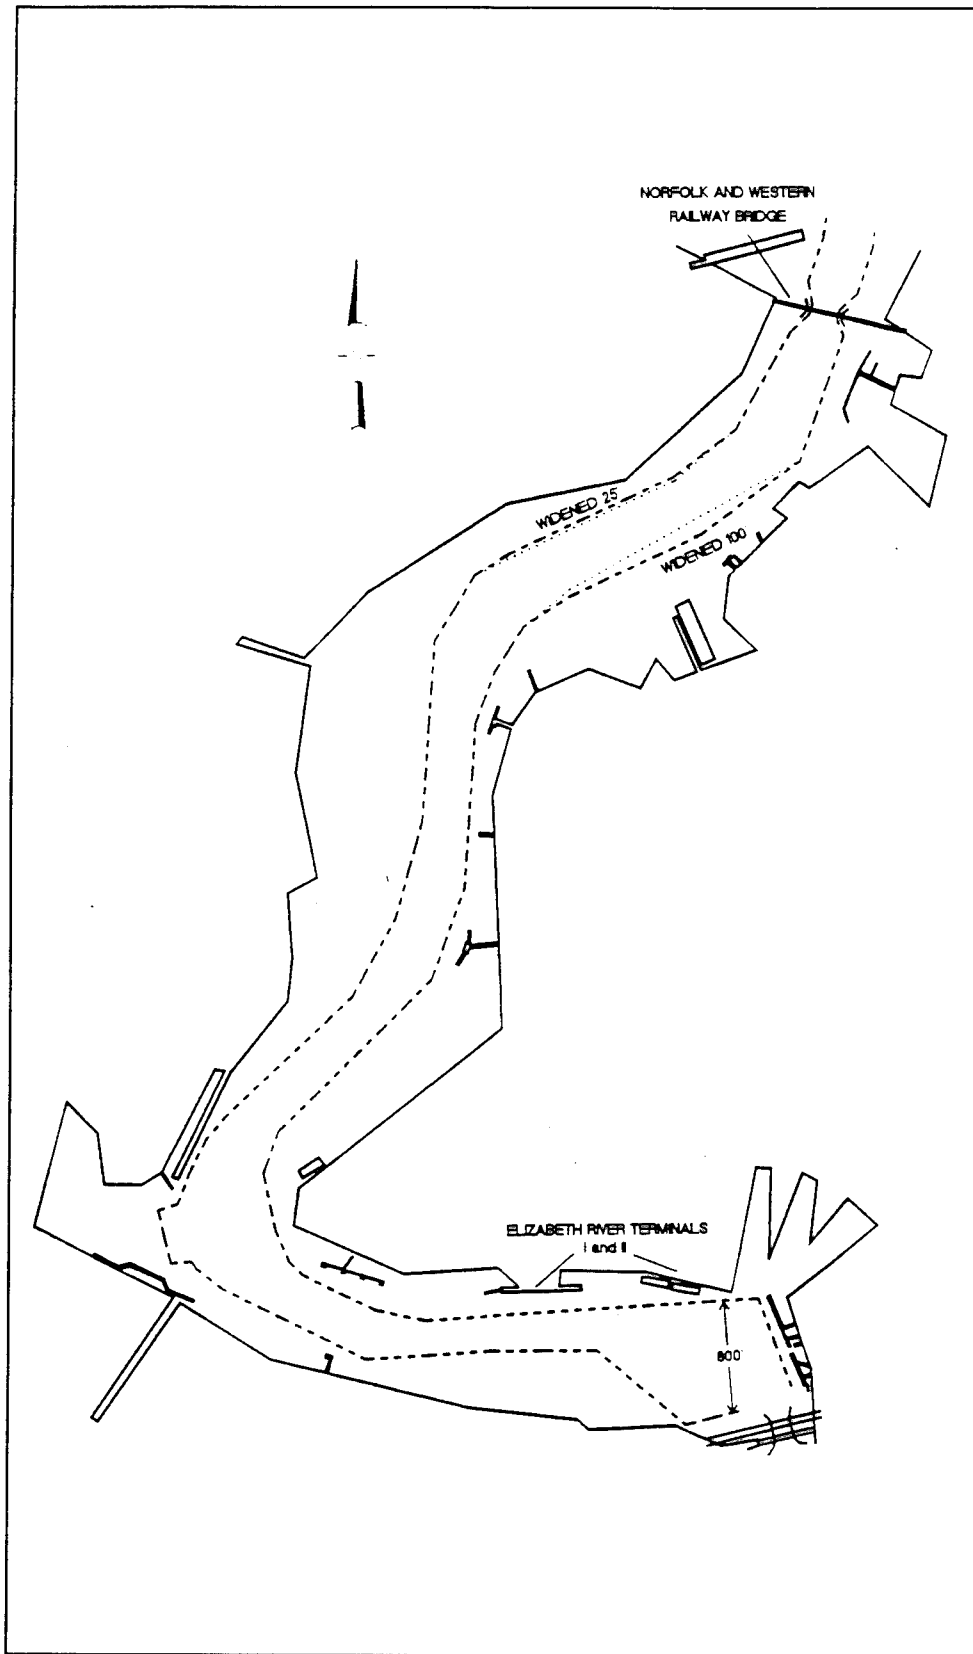 NORFOLK AND WESTERN
RAILWAY BRIDGE
WIDENED 25'
WIDENED 100'
ELIZABETH RIVER TERMINALS
I and II
800'